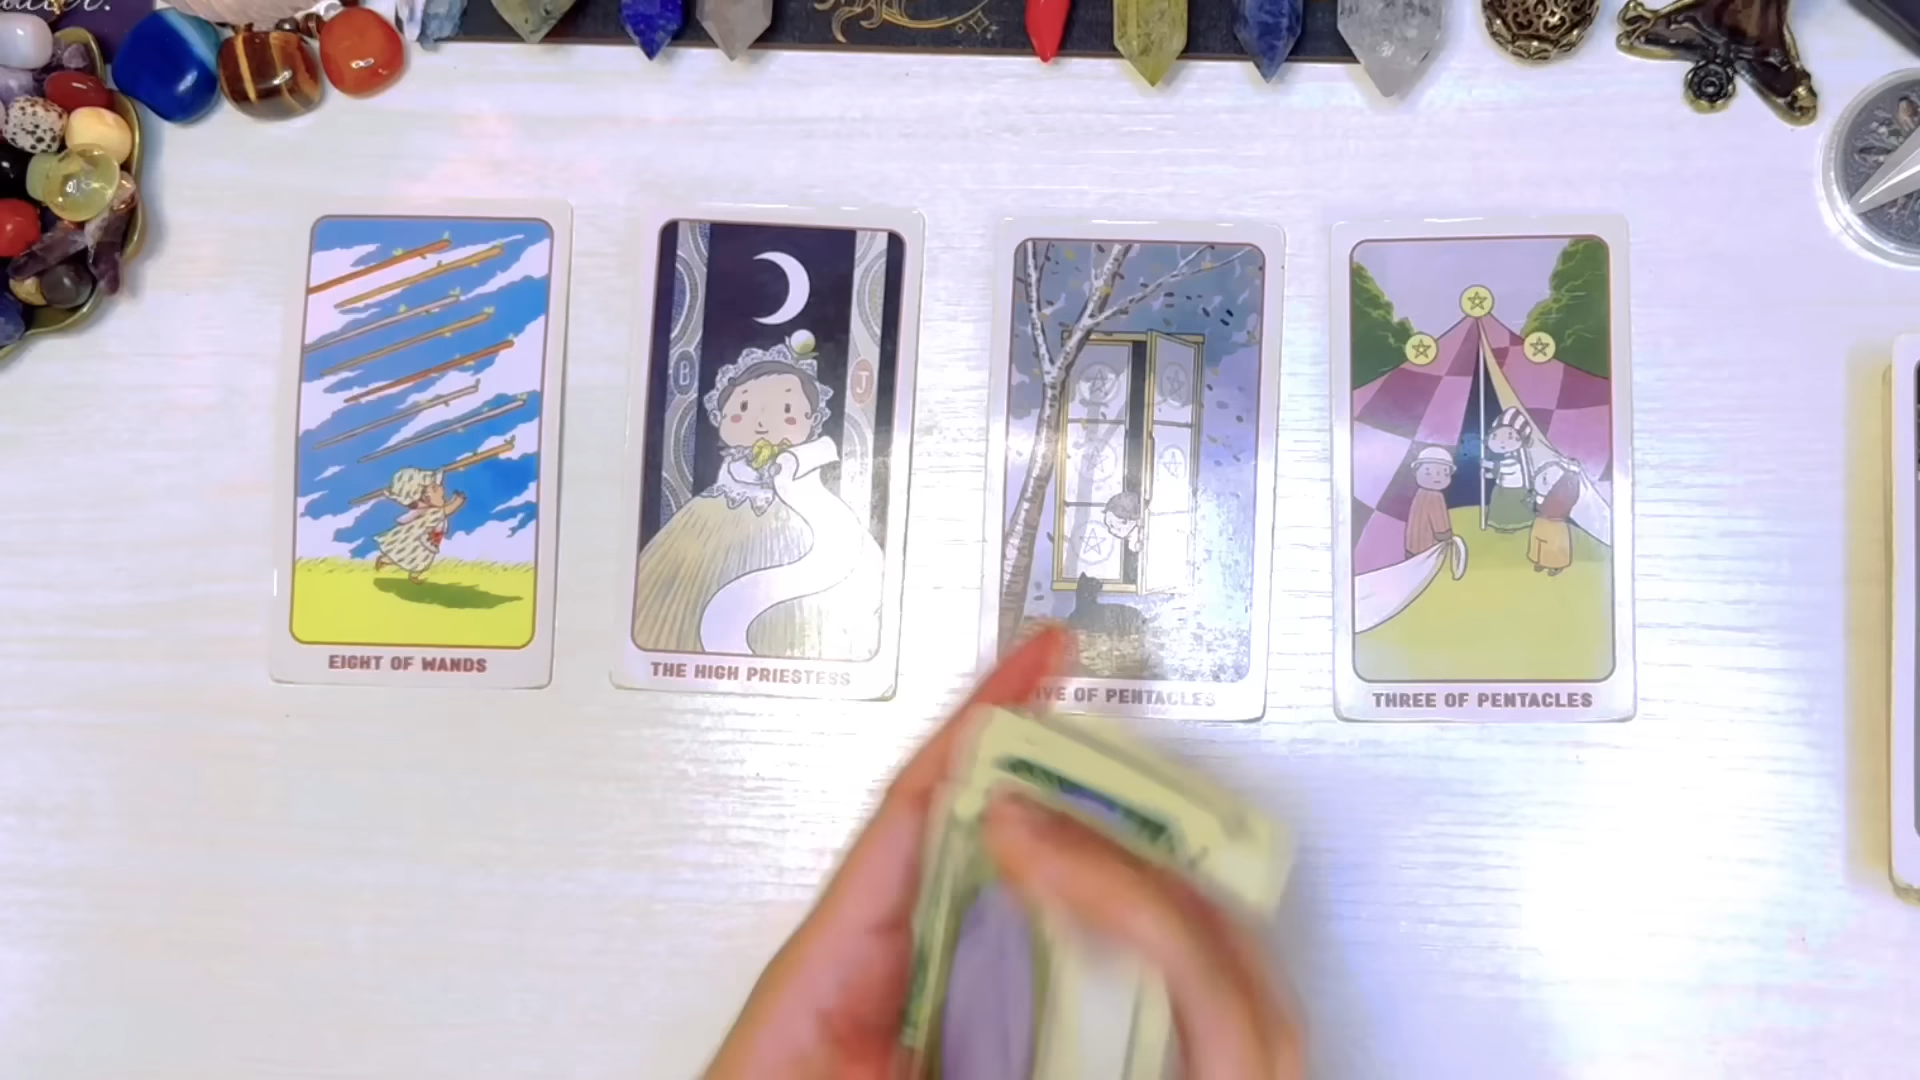 EIGHT OF WANDS
THE HIGH PRIESTESS
B
J
OF PENTACLES
THREE OF PENTACLES